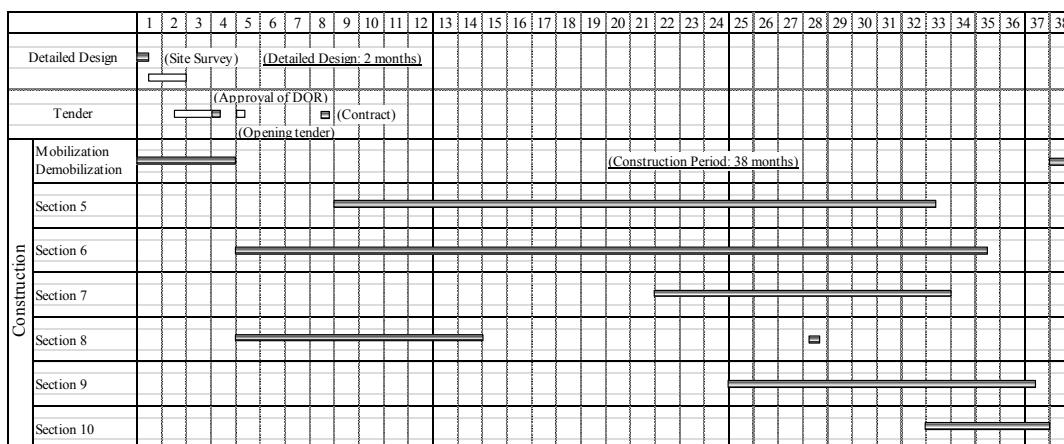 1 2 3 4 5 6 7 8 9 10 11 12 13 14 15 16 17 18 19 20 21 22 23 24 25 26 27 28 29 30 31 32 33 34 35 36 37 38
Detailed Design (Site Survey) (Detailed Design: 2 months)
(Approval of DOR)
Tender (Contract)
(Opening tender)
Construction
Mobilization
Demobilization (Construction Period: 38 months)
Section 5
Section 6
Section 7
Section 8
Section 9
Section 10